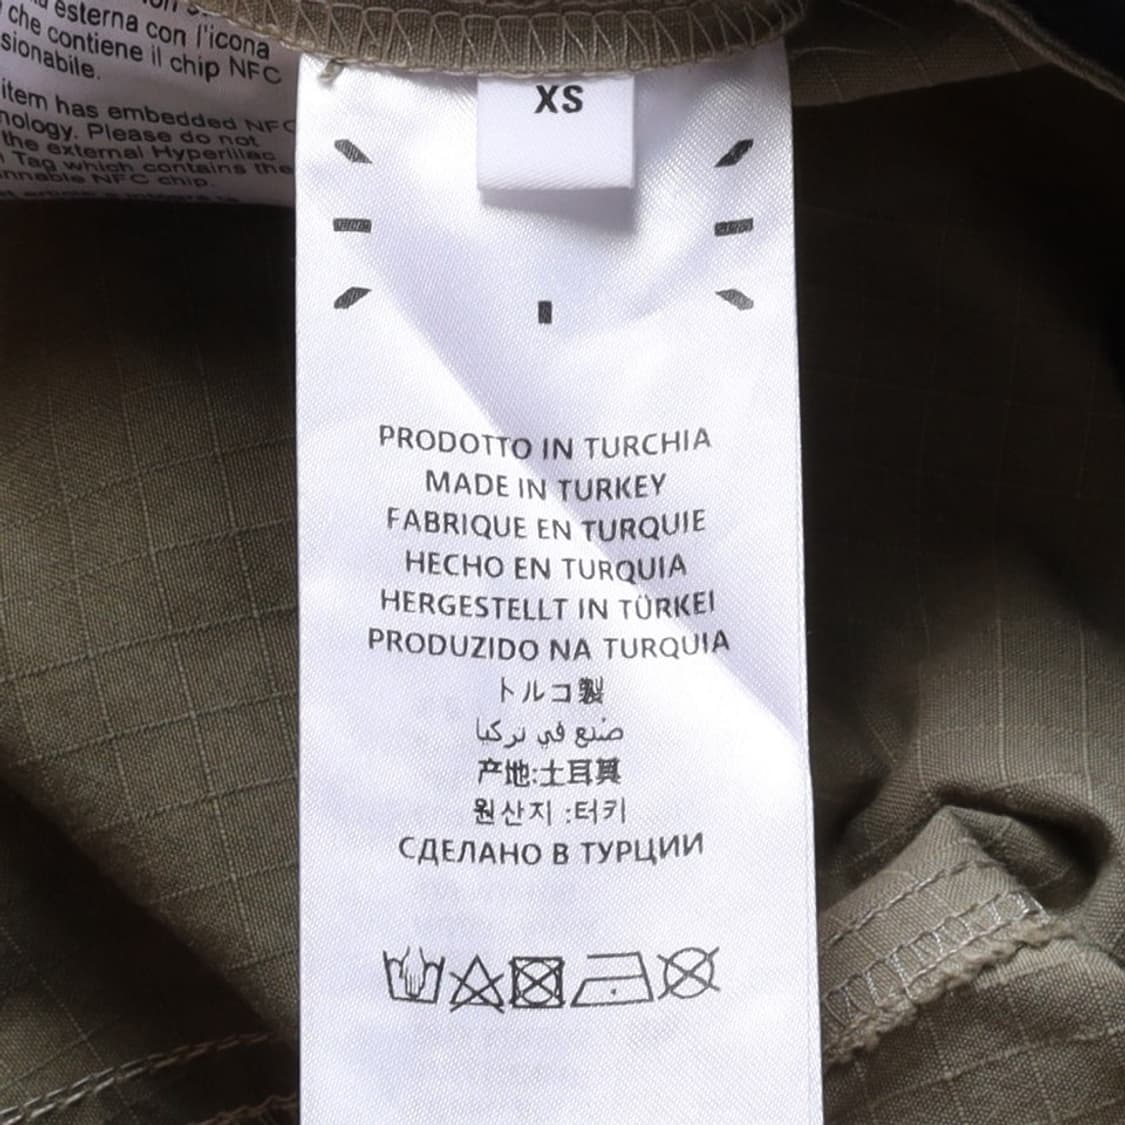 esterna con l'icona
che contiene il chip NFC
sionabile.
item has embedded NFC
nology. Please do not
the external Hyperlilac
Tag which contains the
nnable NFC chip.
XS
PRODOTTO IN TURCHIA
MADE IN TURKEY
FABRIQUE EN TURQUIE
HECHO EN TURQUIA
HERGESTELLT IN TÜRKEI
PRODUZIDO NA TURQUIA
トルコ製
صنع في تركيا
产地:土耳其
원산지 :터키
СДЕЛАНО В ТУРЦИИ